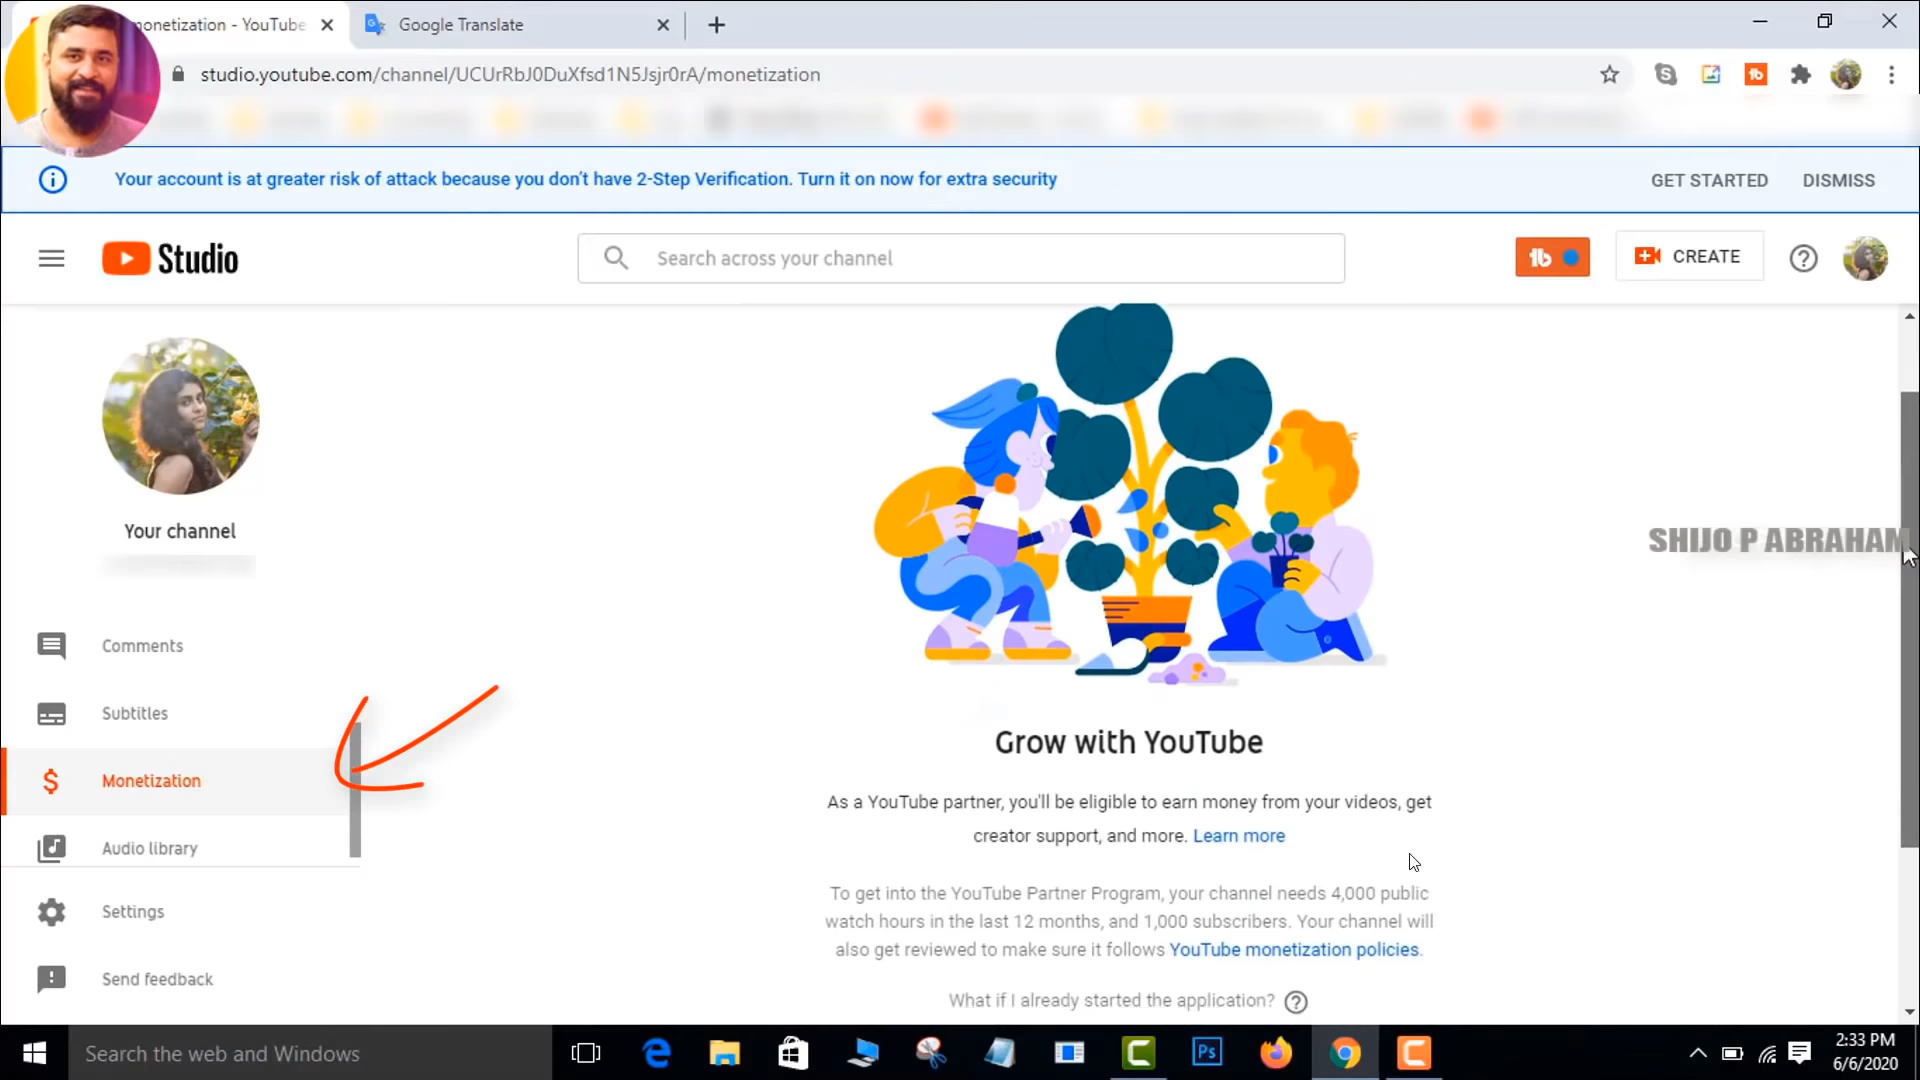 monetization - YouTube
Google Translate
studio.youtube.com/channel/UCUrRbJ0DuXfsd1N5Jsjr0rA/monetization
Your account is at greater risk of attack because you don't have 2-Step Verification. Turn it on now for extra security
GET STARTED
DISMISS
Studio
Search across your channel
CREATE
Your channel
SHIJO P ABRAHAM
Comments
Subtitles
Monetization
Audio library
Settings
Send feedback
Grow with YouTube
As a YouTube partner, you'll be eligible to earn money from your videos, get
creator support, and more. Learn more
To get into the YouTube Partner Program, your channel needs 4,000 public
watch hours in the last 12 months, and 1,000 subscribers. Your channel will
also get reviewed to make sure it follows YouTube monetization policies.
What if I already started the application?
Search the web and Windows
Ps
2:33 PM
6/6/2020